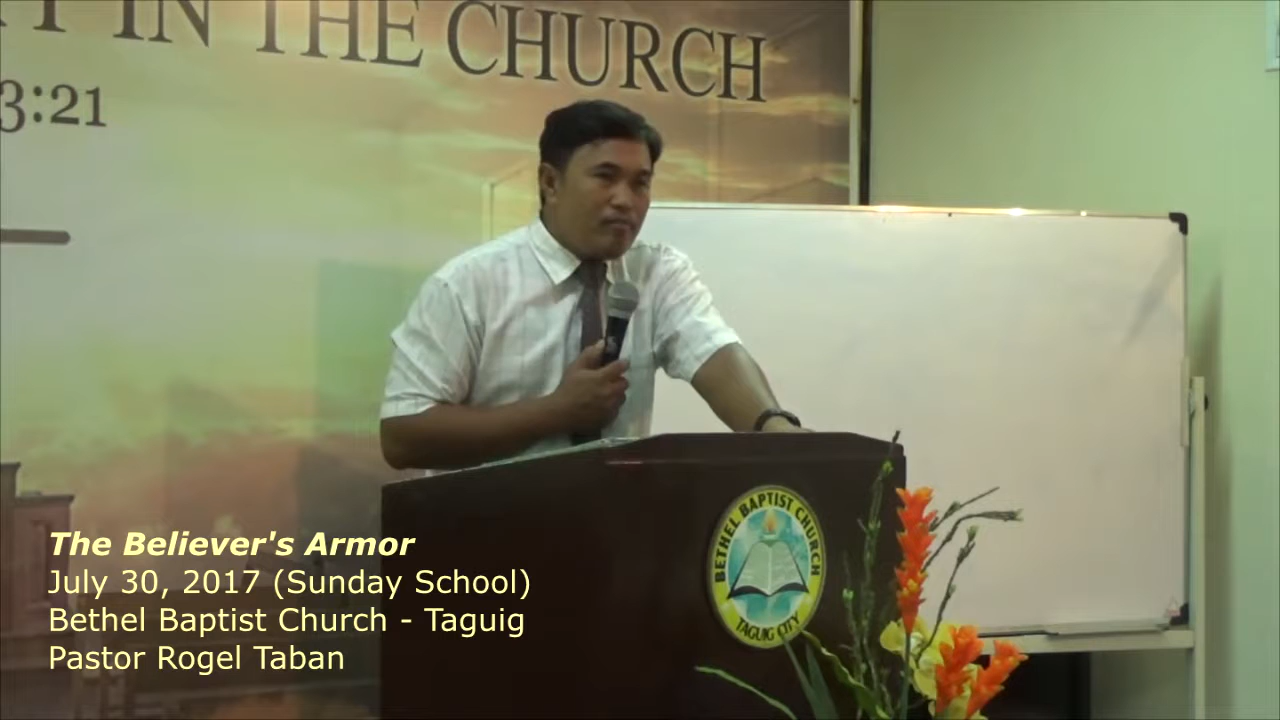 IN THE CHURCH
3:21
BETHEL BAPTIST CHURCH
TAGUIG CITY
The Believer's Armor
July 30, 2017 (Sunday School)
Bethel Baptist Church - Taguig
Pastor Rogel Taban